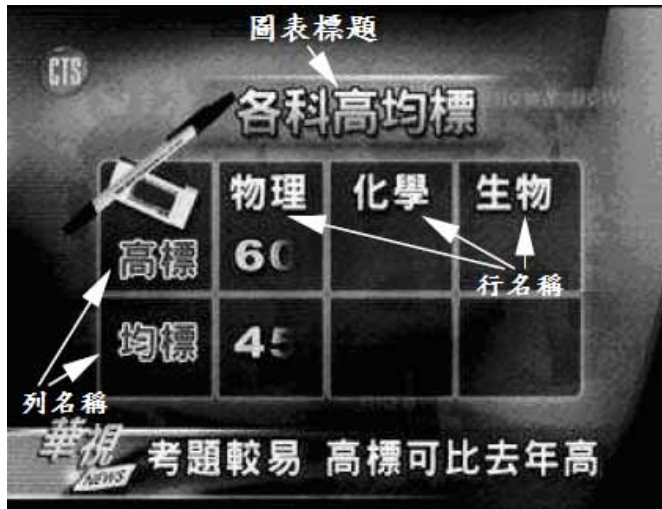 圖表標題
CTS
各科高均標
物理 化學 生物
高標 60
行名稱
均標 45
列名稱
華視
NEWS
考題較易 高標可比去年高